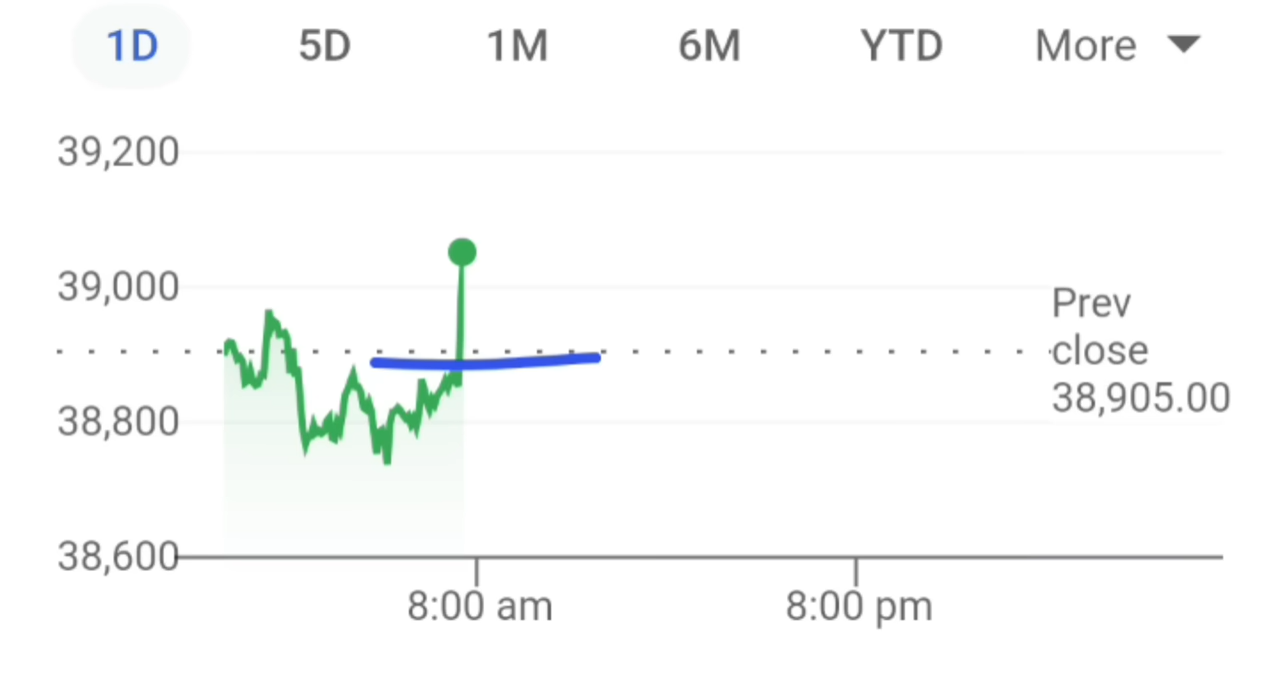 1D 5D 1M 6M YTD More
39,200
39,000
38,800
38,600
Prev
close
38,905.00
8:00 am 8:00 pm